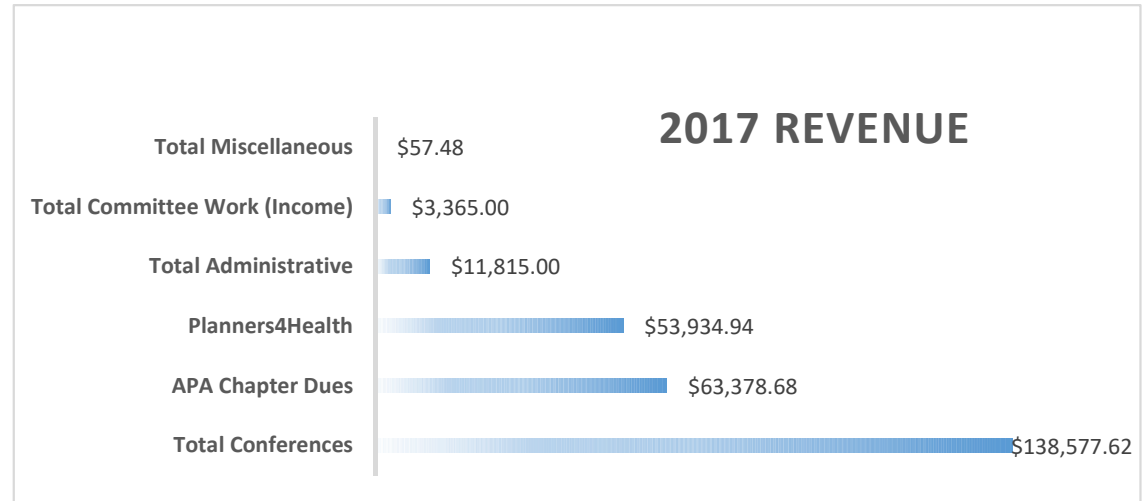 2017 REVENUE
Total Miscellaneous $57.48
Total Committee Work (Income) $3,365.00
Total Administrative $11,815.00
Planners4Health $53,934.94
APA Chapter Dues $63,378.68
Total Conferences $138,577.62